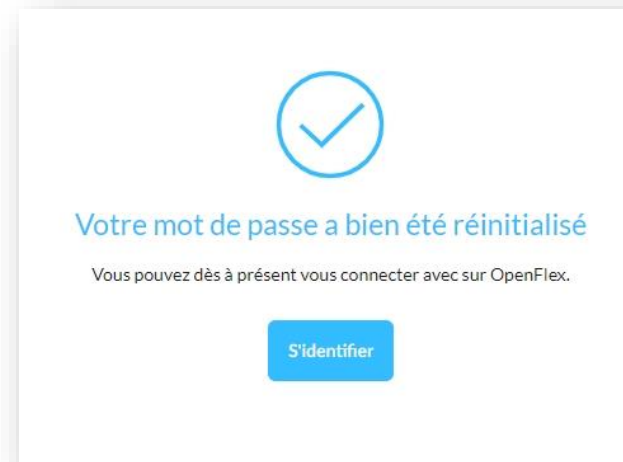 Votre mot de passe a bien été réinitialisé
Vous pouvez dès à présent vous connecter avec sur OpenFlex.
S'identifier